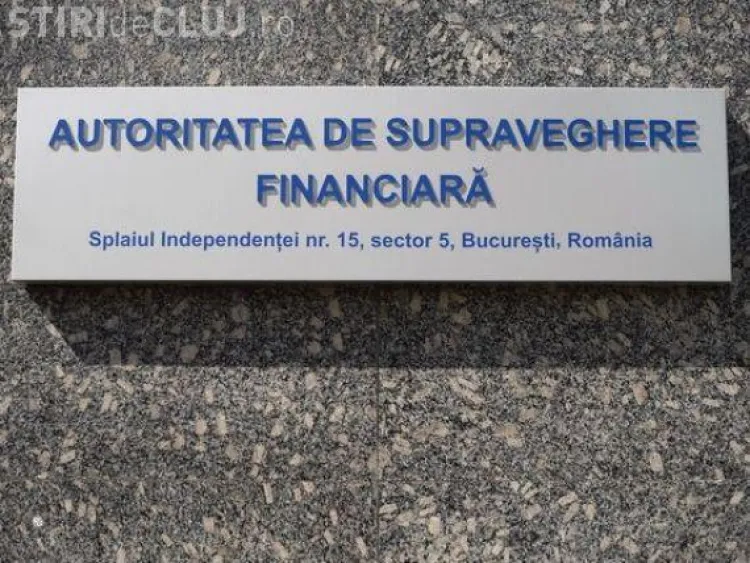 STIRIdeCLUJ.ro
AUTORITATEA DE SUPRAVEGHERE
FINANCIARĂ
Splaiul Independenței nr. 15, sector 5, București, România